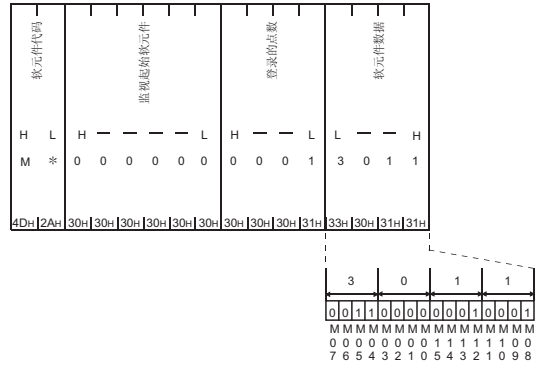 软元件代码
监视起始软元件
登录的点数
软元件数据
H L H — — — — L H — — L L — — H
M * 0 0 0 0 0 0 0 0 0 1 3 0 1 1
4DH 2AH 30H 30H 30H 30H 30H 30H 30H 30H 30H 31H 33H 30H 31H 31H
3 0 1 1
0 0 1 1 0 0 0 0 0 0 0 1 0 0 0 1
M M M M M M M M M M M M M M M M
0 0 0 0 0 0 0 0 1 1 1 1 1 1 0 0
7 6 5 4 3 2 1 0 5 4 3 2 1 0 9 8